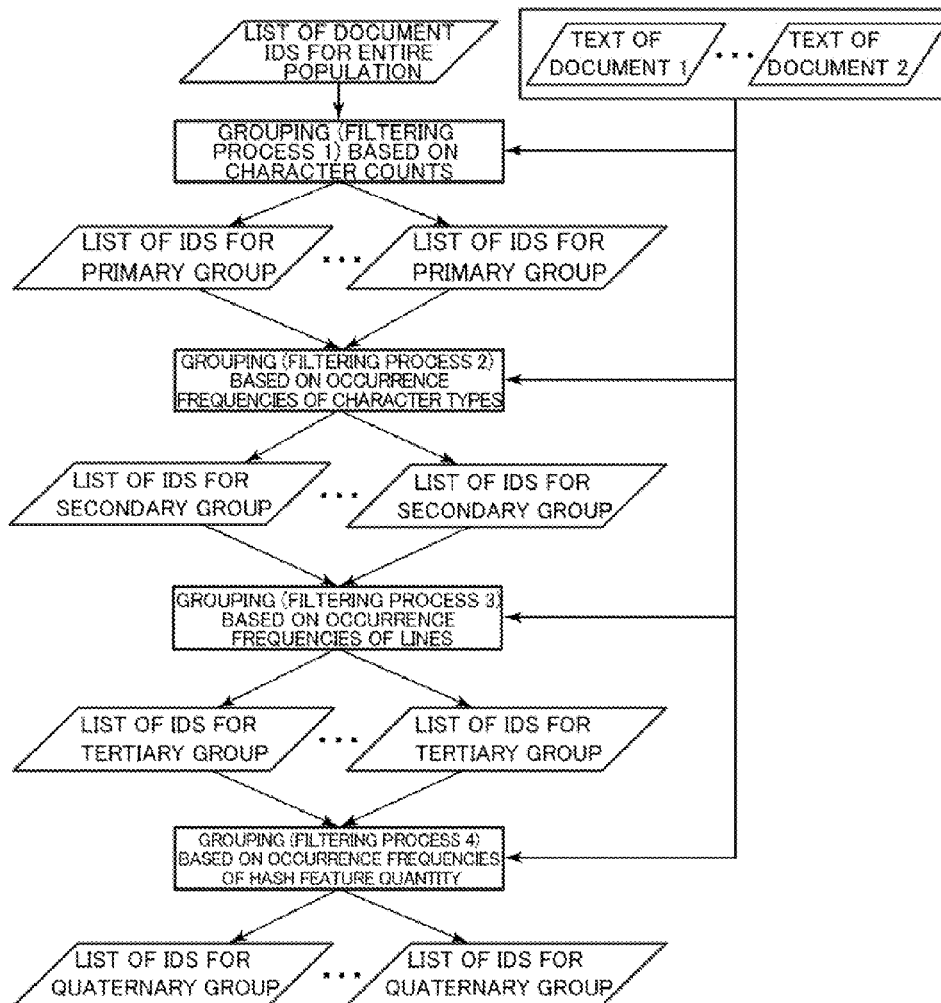 LIST OF DOCUMENT
IDS FOR ENTIRE
POPULATION
TEXT OF
DOCUMENT 1
...
TEXT OF
DOCUMENT 2
GROUPING (FILTERING
PROCESS 1) BASED ON
CHARACTER COUNTS
LIST OF IDS FOR
PRIMARY GROUP
...
LIST OF IDS FOR
PRIMARY GROUP
GROUPING (FILTERING PROCESS 2)
BASED ON OCCURRENCE
FREQUENCIES OF CHARACTER TYPES
LIST OF IDS FOR
SECONDARY GROUP
...
LIST OF IDS FOR
SECONDARY GROUP
GROUPING (FILTERING PROCESS 3)
BASED ON OCCURRENCE
FREQUENCIES OF LINES
LIST OF IDS FOR
TERTIARY GROUP
...
LIST OF IDS FOR
TERTIARY GROUP
GROUPING (FILTERING PROCESS 4)
BASED ON OCCURRENCE FREQUENCIES
OF HASH FEATURE QUANTITY
LIST OF IDS FOR
QUATERNARY GROUP
...
LIST OF IDS FOR
QUATERNARY GROUP